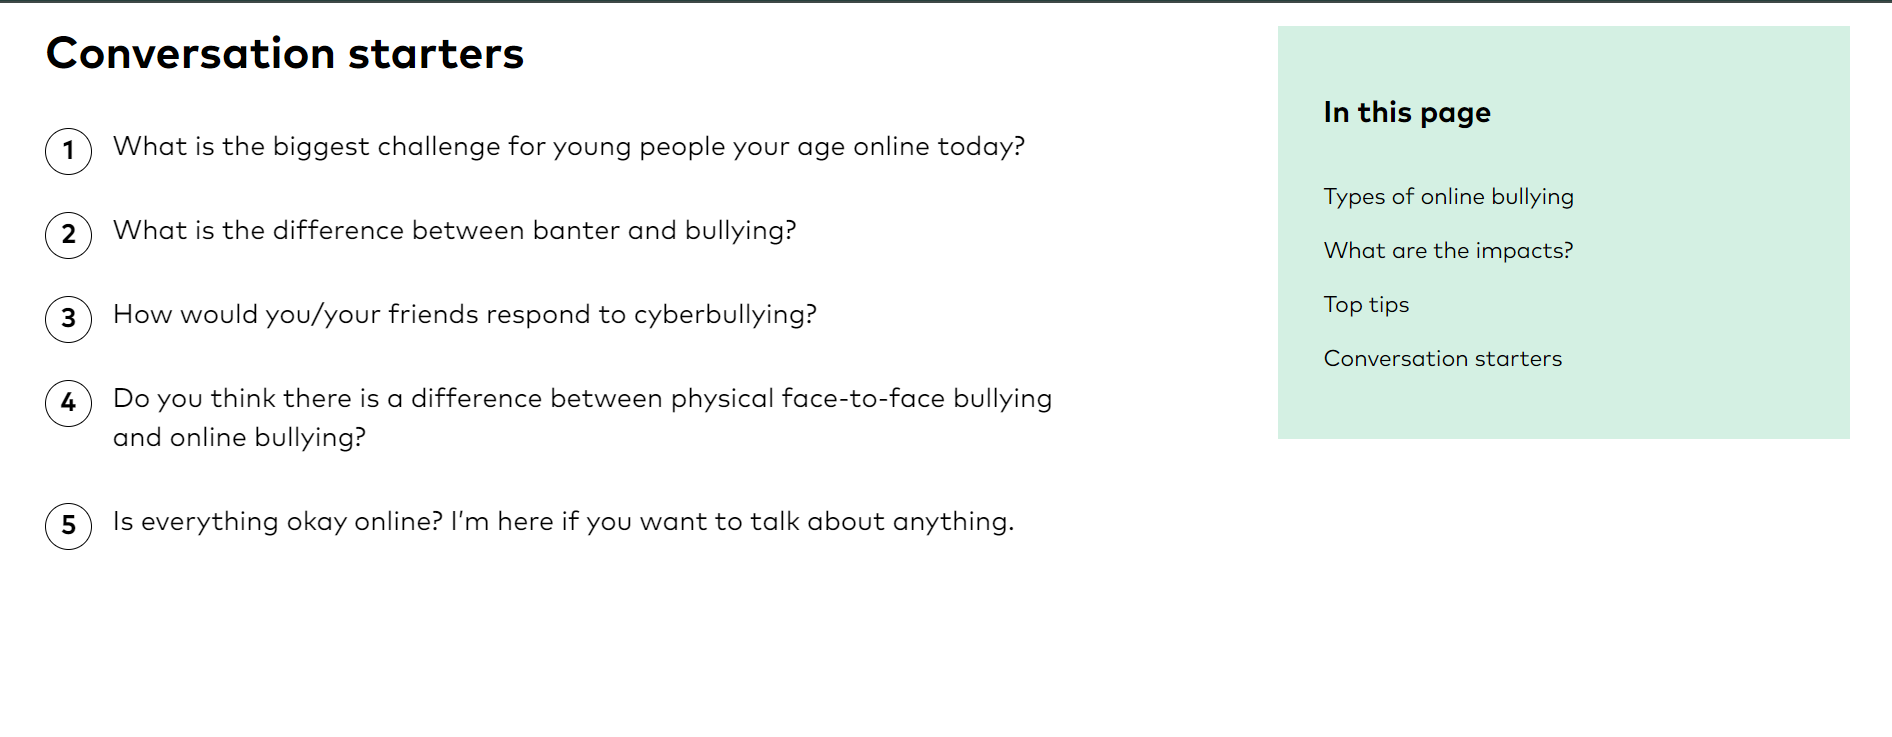 Conversation starters
1 What is the biggest challenge for young people your age online today?
2 What is the difference between banter and bullying?
3 How would you/your friends respond to cyberbullying?
4 Do you think there is a difference between physical face-to-face bullying
and online bullying?
5 Is everything okay online? I'm here if you want to talk about anything.
In this page
Types of online bullying
What are the impacts?
Top tips
Conversation starters